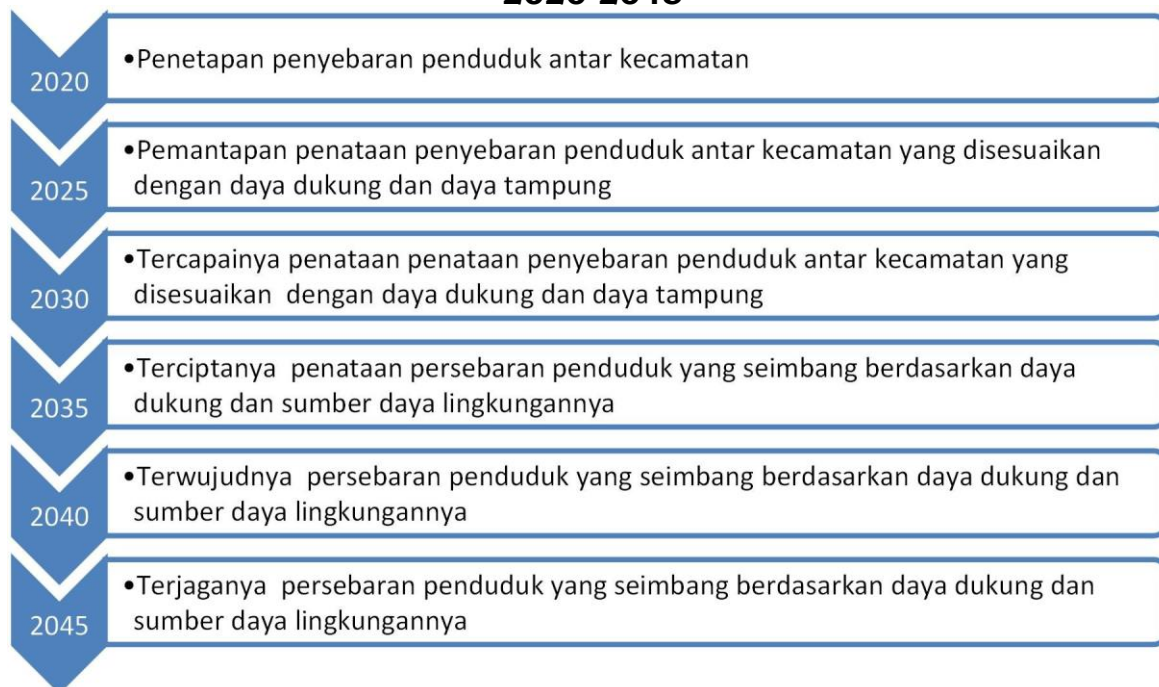 2020
•Penetapan penyebaran penduduk antar kecamatan
2025
•Pemantapan penataan penyebaran penduduk antar kecamatan yang disesuaikan
dengan daya dukung dan daya tampung
2030
•Tercapainya penataan penataan penyebaran penduduk antar kecamatan yang
disesuaikan dengan daya dukung dan daya tampung
2035
•Terciptanya penataan persebaran penduduk yang seimbang berdasarkan daya
dukung dan sumber daya lingkungannya
2040
•Terwujudnya persebaran penduduk yang seimbang berdasarkan daya dukung dan
sumber daya lingkungannya
2045
•Terjaganya persebaran penduduk yang seimbang berdasarkan daya dukung dan
sumber daya lingkungannya